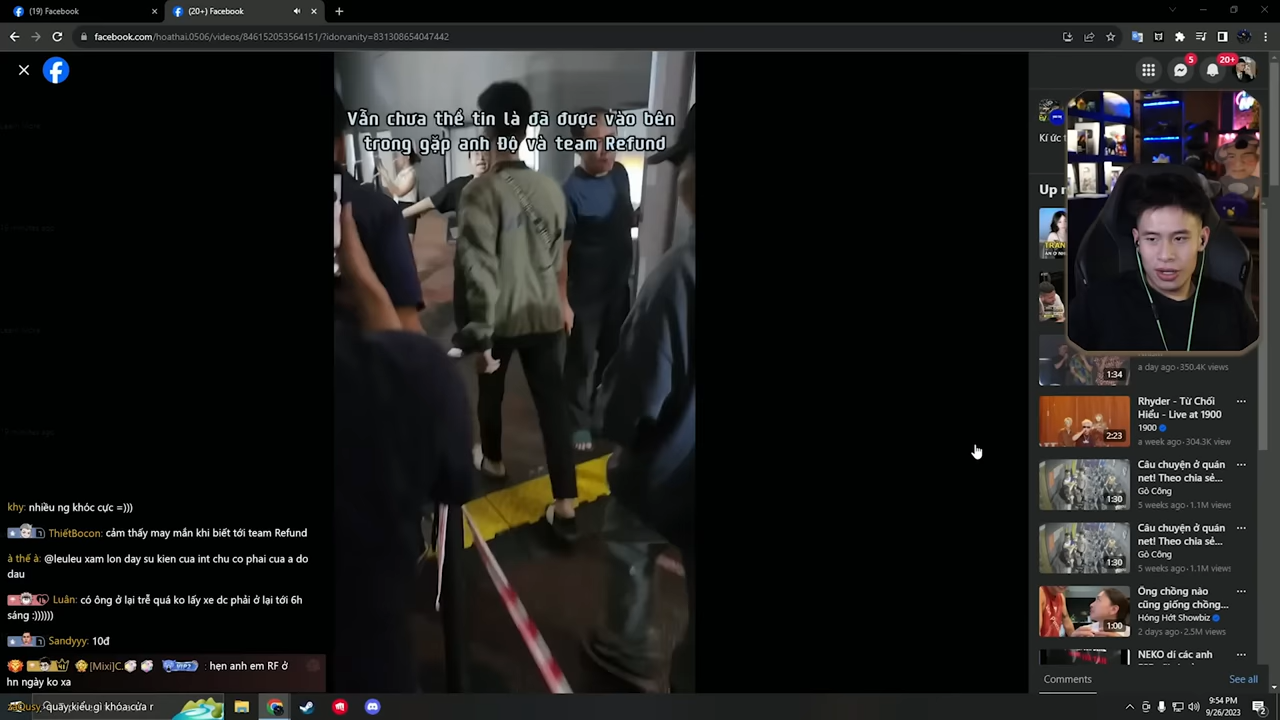 (19) Facebook
(20+) Facebook
facebook.com/hoathai.0506/videos/846152053564151/?idorvanity=831308654047442
5
20+
Vẫn chưa thể tin là đã được vào bên
trong gặp anh Độ và team Refund
Kí ức
Up n
a day ago · 350.4K views
1:34
Rhyder - Từ Chối
Hiểu - Live at 1900
1900
a week ago · 304.3K view
2:23
Câu chuyện ở quán
net! Theo chia sẻ...
Gò Công
5 weeks ago · 1.1M views
1:30
Câu chuyện ở quán
net! Theo chia sẻ...
Gò Công
5 weeks ago · 1.1M views
1:30
Ông chồng nào
cũng giống chồng...
Hóng Hớt Showbiz
2 days ago · 2.5M views
1:00
NEKO dí các anh
Comments
See all
khy: nhiều ng khóc cực =)))
ThiếtBocon: cảm thấy may mắn khi biết tới team Refund
à thế à: @leuleu xam lon day su kien cua int chu co phai cua a do
dau
Luân: có ông ở lại trễ quá ko lấy xe dc phải ở lại tới 6h
sáng :))))))
Sandyyy: 10đ
[Mixi]C. : hẹn anh em RF ở
hn ngày ko xa
Quẩy kiểu gì khóa cửa r
9:54 PM
9/26/2023
2